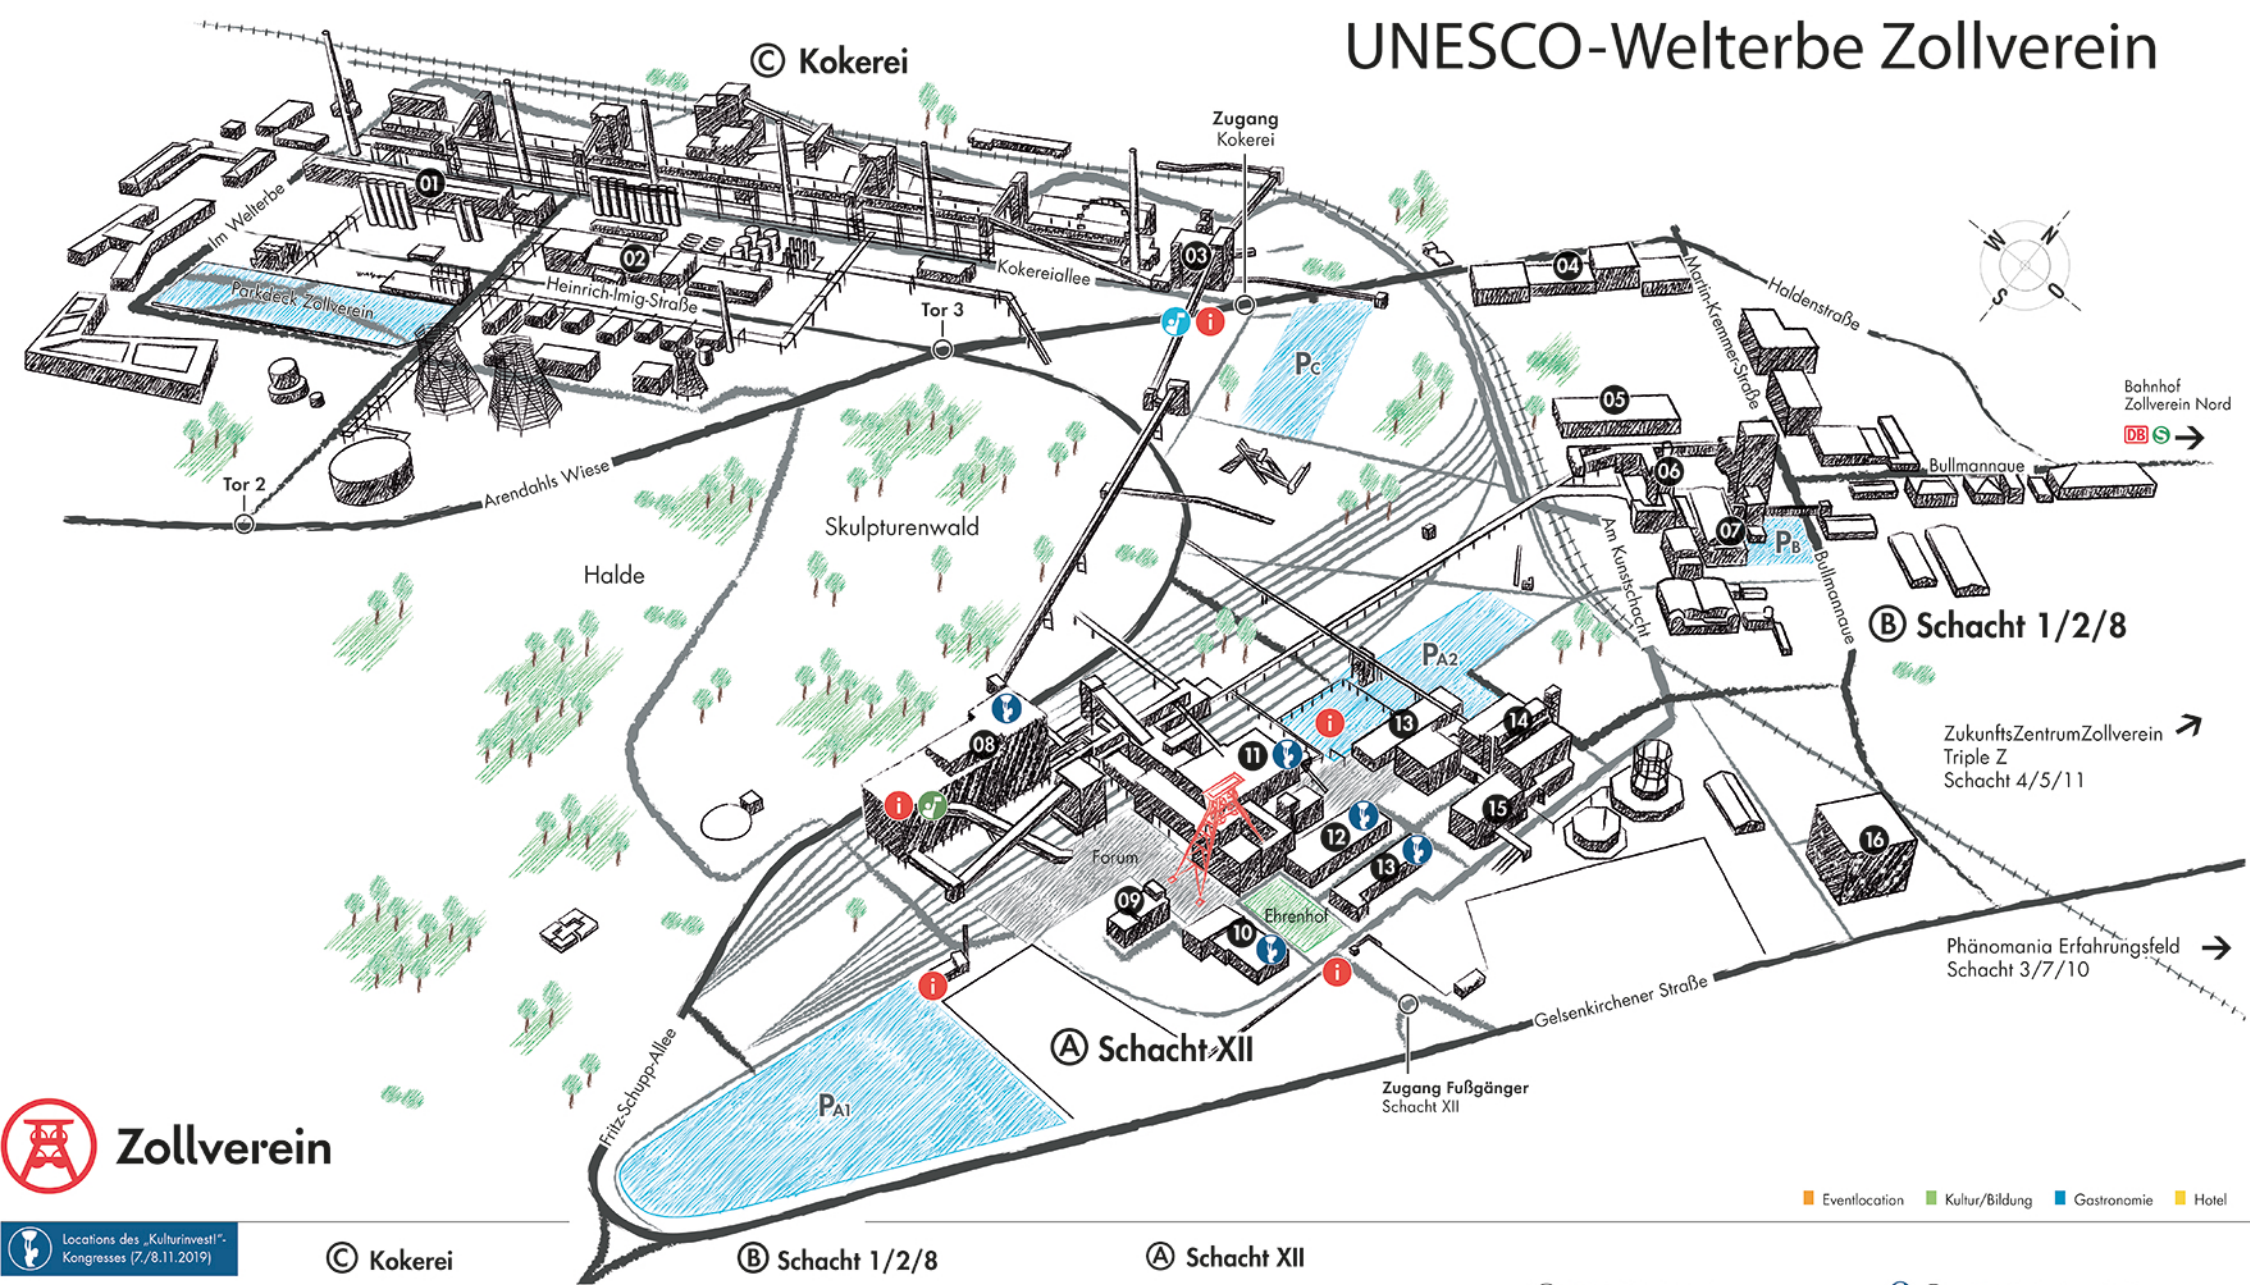 UNESCO-Welterbe Zollverein
C Kokerei
Zugang
Kokerei
01
Im Welterbe
02
03
Kokereiallee
04
Martin-Kremmer-Straße
Haldenstraße
W
N
S
O
Parkdeck Zollverein
Heinrich-Imig-Straße
Tor 3
i
PC
05
Bahnhof
Zollverein Nord
DB S
Bullmannaue
06
Tor 2
Arendahls Wiese
Skulpturenwald
Halde
07
PB
Am Kunstschacht
Bullmannaue
B Schacht 1/2/8
PA2
08
i
13
14
11
ZukunftsZentrumZollverein
Triple Z
Schacht 4/5/11
i
15
12
13
16
Forum
09
10
Ehrenhof
i
i
Phänomania Erfahrungsfeld
Schacht 3/7/10
Gelsenkirchener Straße
A Schacht XII
Fritz-Schupp-Allee
PA1
Zugang Fußgänger
Schacht XII
Zollverein
Eventlocation
Kultur/Bildung
Gastronomie
Hotel
Locations des „Kulturinvest!"-
Kongresses (7./8.11.2019)
C Kokerei
B Schacht 1/2/8
A Schacht XII